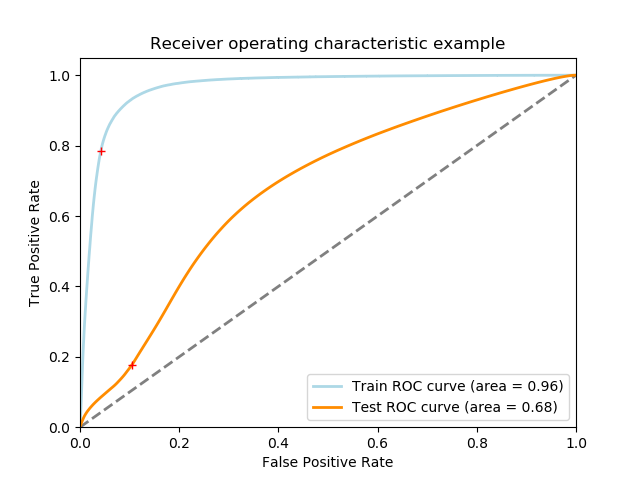 Receiver operating characteristic example
1.0
0.8
0.6
0.4
0.2
0.0
True Positive Rate
Train ROC curve (area = 0.96)
Test ROC curve (area = 0.68)
0.0 0.2 0.4 0.6 0.8 1.0
False Positive Rate